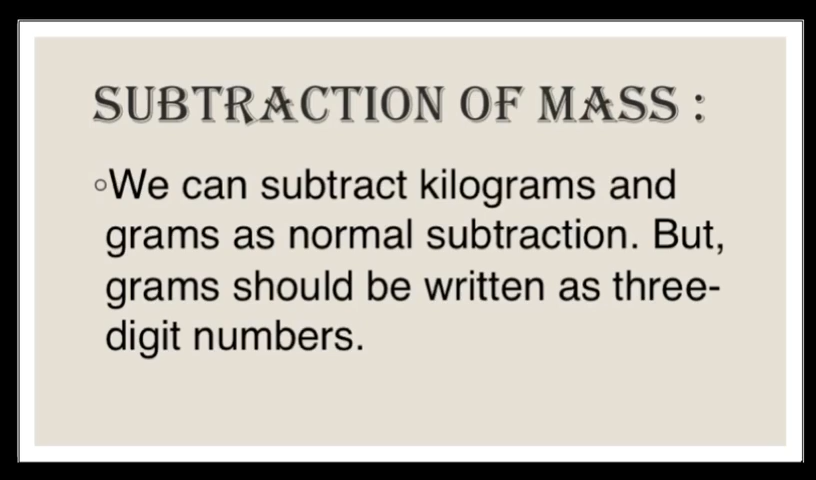 SUBTRACTION OF MASS :
◦We can subtract kilograms and
grams as normal subtraction. But,
grams should be written as three-
digit numbers.